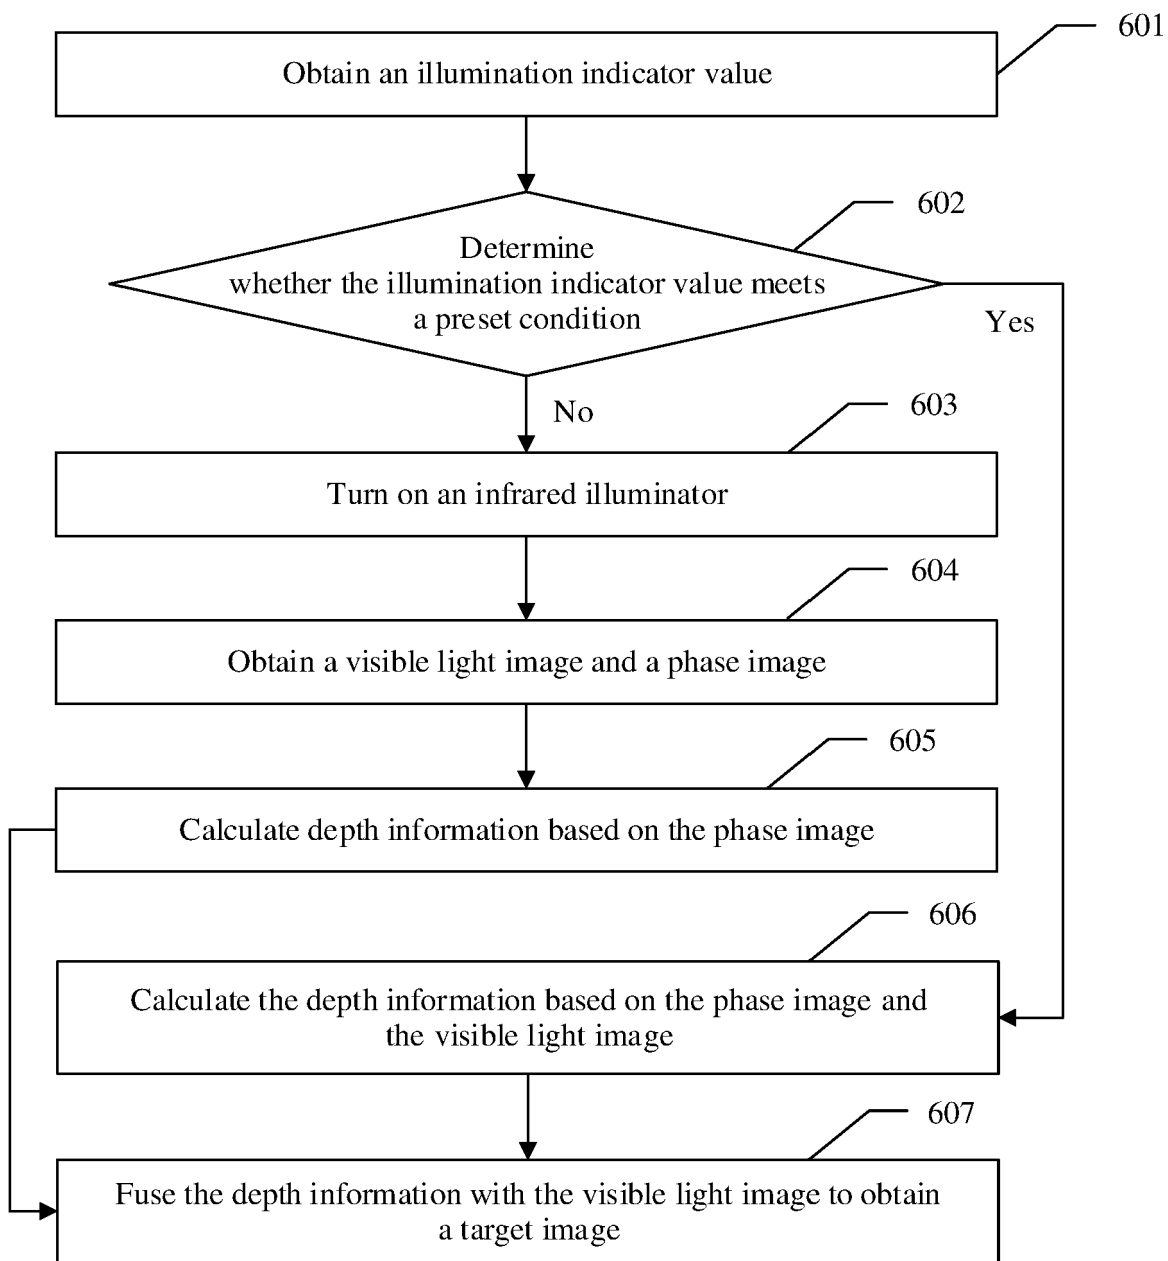 601
Obtain an illumination indicator value
602
Determine
whether the illumination indicator value meets
a preset condition
Yes
No
603
Turn on an infrared illuminator
604
Obtain a visible light image and a phase image
605
Calculate depth information based on the phase image
606
Calculate the depth information based on the phase image and
the visible light image
607
Fuse the depth information with the visible light image to obtain
a target image